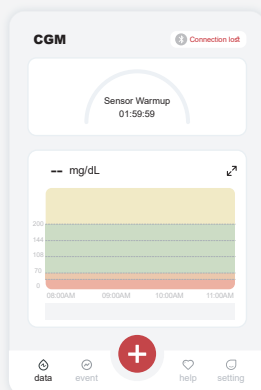 CGM
Connection lost
Sensor Warmup
01:59:59
-- mg/dL
200
144
108
70
0
08:00AM 09:00AM 10:00AM 11:00AM
data event help setting